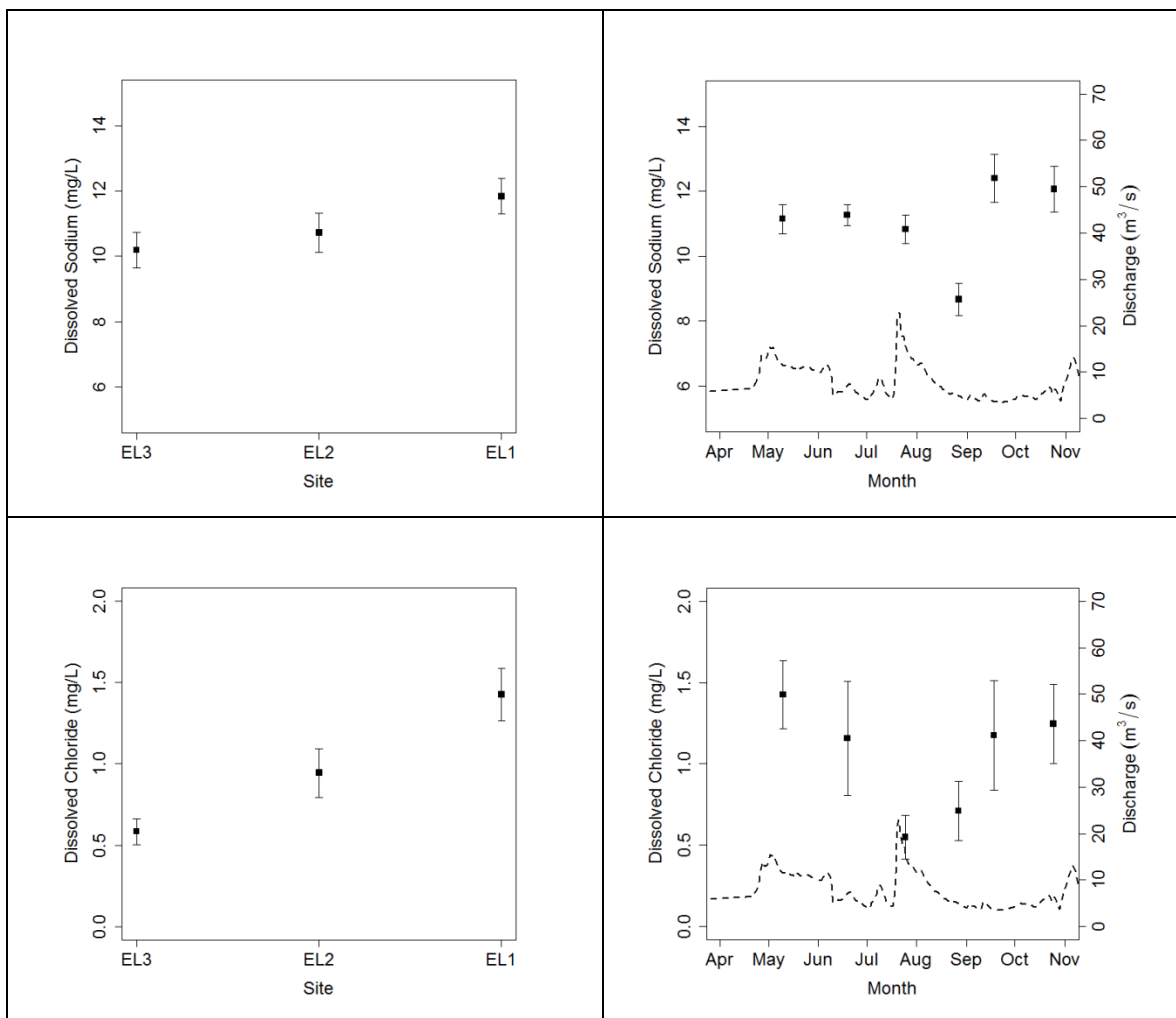 Dissolved Sodium (mg/L)
14
12
10
8
6
EL3 EL2 EL1
Site
Dissolved Sodium (mg/L)
14
12
10
8
6
70
60
50
40
30
20
10
0
Discharge (m³/s)
Apr May Jun Jul Aug Sep Oct Nov
Month
Dissolved Chloride (mg/L)
2.0
1.5
1.0
0.5
0.0
EL3 EL2 EL1
Site
Dissolved Chloride (mg/L)
2.0
1.5
1.0
0.5
0.0
70
60
50
40
30
20
10
0
Discharge (m³/s)
Apr May Jun Jul Aug Sep Oct Nov
Month